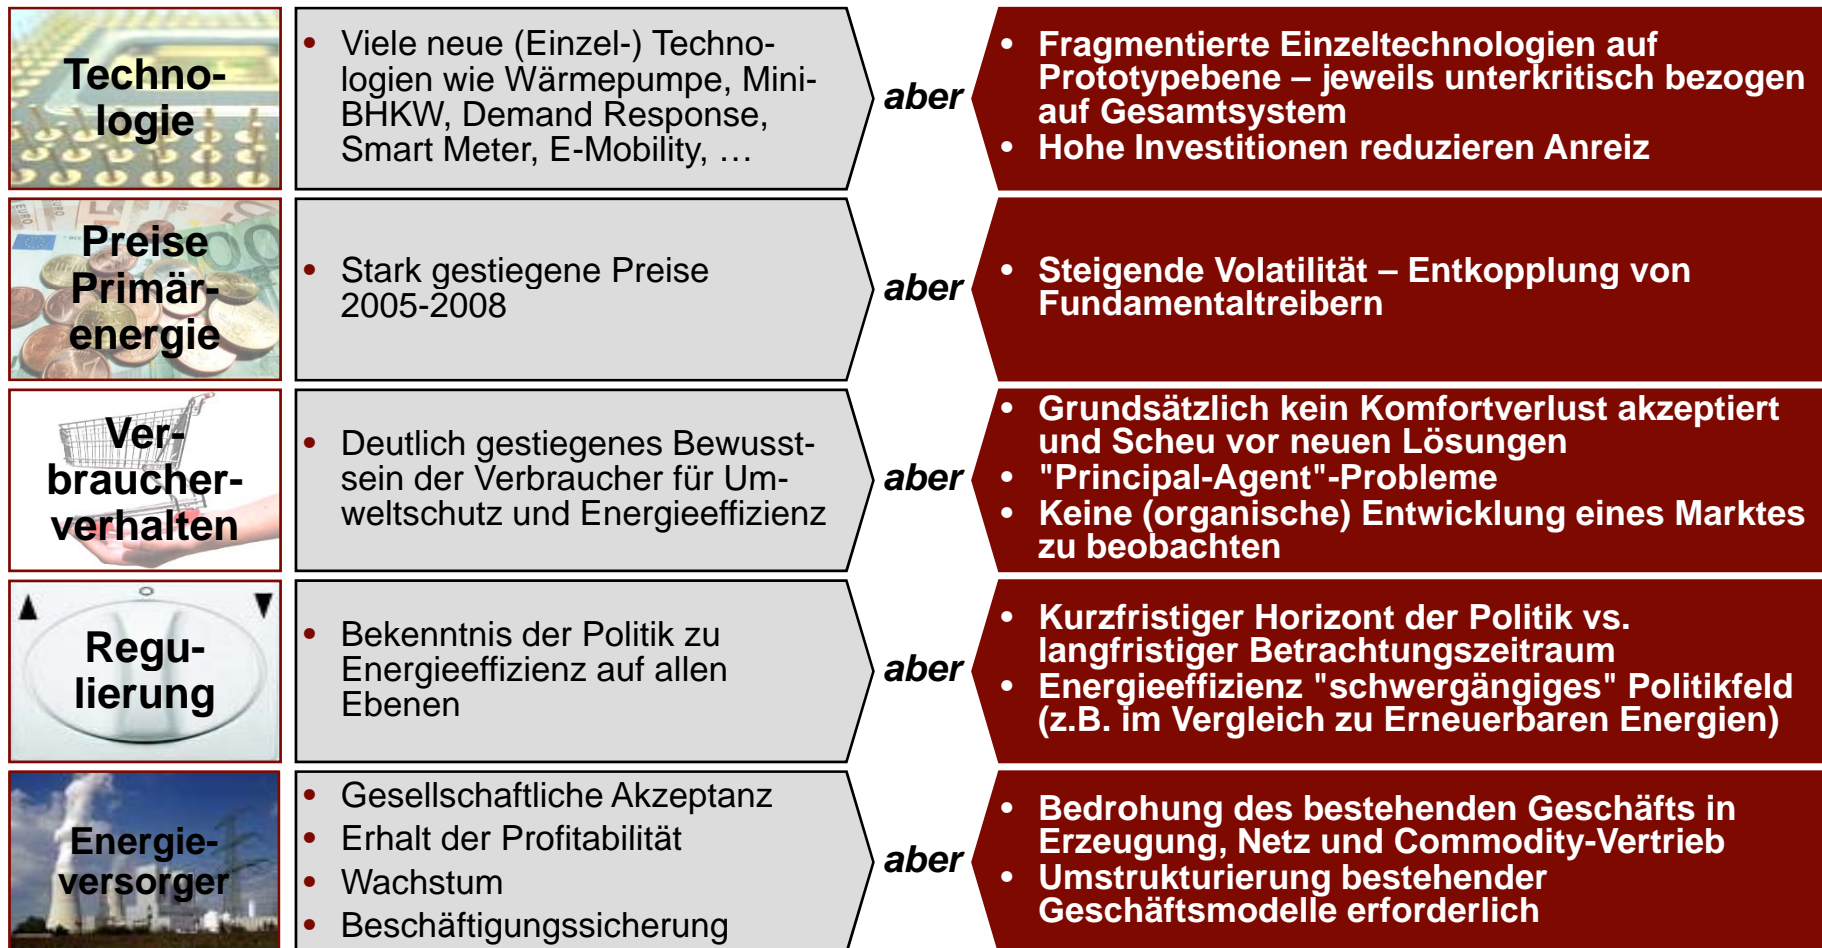 Techno-
logie
• Viele neue (Einzel-) Techno-
logien wie Wärmepumpe, Mini-
BHKW, Demand Response,
Smart Meter, E-Mobility, …
aber
• Fragmentierte Einzeltechnologien auf
Prototypebene – jeweils unterkritisch bezogen
auf Gesamtsystem
• Hohe Investitionen reduzieren Anreiz
Preise
Primär-
energie
• Stark gestiegene Preise
2005-2008
aber
• Steigende Volatilität – Entkopplung von
Fundamentaltreibern
Ver-
braucher-
verhalten
• Deutlich gestiegenes Bewusst-
sein der Verbraucher für Um-
weltschutz und Energieeffizienz
aber
• Grundsätzlich kein Komfortverlust akzeptiert
und Scheu vor neuen Lösungen
• "Principal-Agent"-Probleme
• Keine (organische) Entwicklung eines Marktes
zu beobachten
Regu-
lierung
• Bekenntnis der Politik zu
Energieeffizienz auf allen
Ebenen
aber
• Kurzfristiger Horizont der Politik vs.
langfristiger Betrachtungszeitraum
• Energieeffizienz "schwergängiges" Politikfeld
(z.B. im Vergleich zu Erneuerbaren Energien)
Energie-
versorger
• Gesellschaftliche Akzeptanz
• Erhalt der Profitabilität
• Wachstum
• Beschäftigungssicherung
aber
• Bedrohung des bestehenden Geschäfts in
Erzeugung, Netz und Commodity-Vertrieb
• Umstrukturierung bestehender
Geschäftsmodelle erforderlich